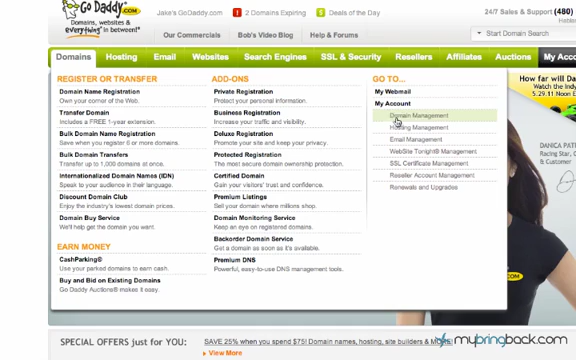 Go Daddy.COM
Domains, websites &
everything in between!®
Jake's GoDaddy.com
2 Domains Expiring
Deals of the Day
24/7 Sales & Support (480)
Our Commercials
Bob's Video Blog
Help & Forums
Start Domain Search
Domains
Hosting
Email
Websites
Search Engines
SSL & Security
Resellers
Affiliates
Auctions
My Acco
REGISTER OR TRANSFER
Domain Name Registration
Own your corner of the Web.
Transfer Domain
Includes a FREE 1-year extension.
Bulk Domain Name Registration
Save when you register 6 or more domains.
Bulk Domain Transfers
Transfer up to 1,000 domains at once.
Internationalized Domain Names (IDN)
Speak to your audience in their language.
Discount Domain Club
Enjoy the industry's lowest domain prices.
Domain Buy Service
We'll help get the domain you want.
EARN MONEY
CashParking®
Use your parked domains to earn cash.
Buy and Bid on Existing Domains
Go Daddy Auctions® makes it easy.
ADD-ONS
Private Registration
Protect your personal information.
Business Registration
Increase your traffic and visibility.
Deluxe Registration
Promote your site and keep your privacy.
Protected Registration
The most secure domain ownership protection.
Certified Domain
Gain your visitors' trust and confidence.
Premium Listings
Sell your domain where millions shop.
Domain Monitoring Service
Keep an eye on registered domains.
Backorder Domain Service
Get a domain as soon as it's available.
Premium DNS
Powerful, easy-to-use DNS management tools.
GO TO...
My Webmail
My Account
Domain Management
Hosting Management
Email Management
WebSite Tonight® Management
SSL Certificate Management
Reseller Account Management
Renewals and Upgrades
How far will Da
Watch the Indy
5.29.11 Noon E
DANICA PAT
Racing Star, G
.COM
SPECIAL OFFERS just for YOU:
SAVE 25% when you spend $75! Domain names, hosting, site builders & MORE!
View More
mybringback.com